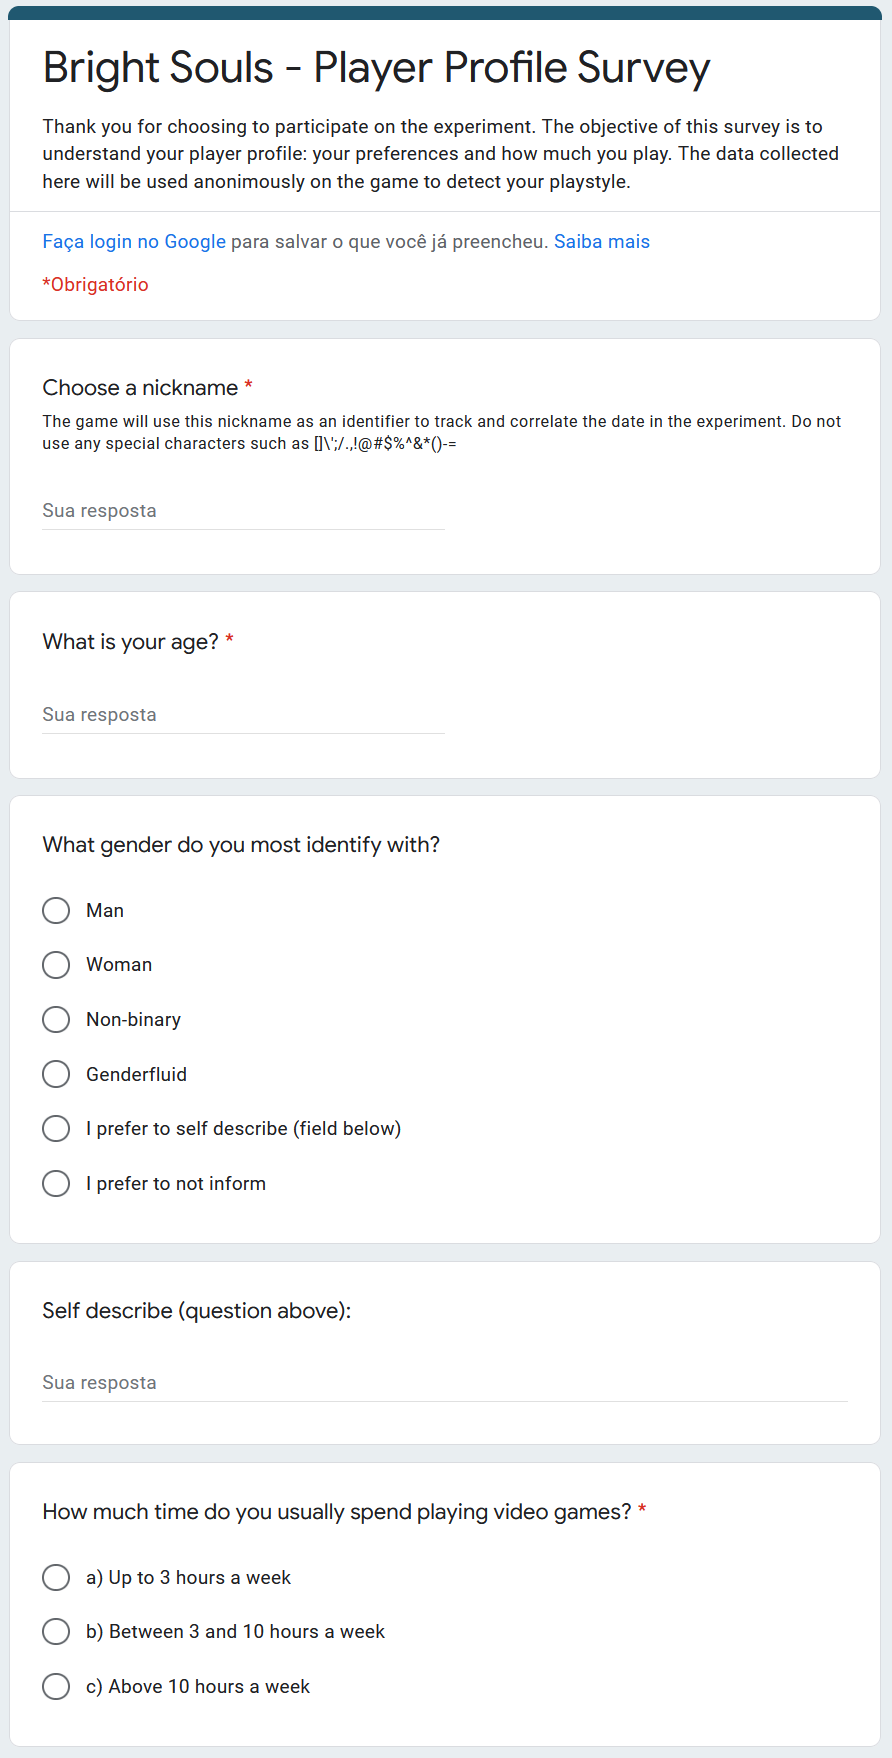 Bright Souls - Player Profile Survey
Thank you for choosing to participate on the experiment. The objective of this survey is to
understand your player profile: your preferences and how much you play. The data collected
here will be used anonimously on the game to detect your playstyle.
Faça login no Google para salvar o que você já preencheu. Saiba mais
*Obrigatório
Choose a nickname *
The game will use this nickname as an identifier to track and correlate the date in the experiment. Do not
use any special characters such as []\';/.,!@#$%^&*()-=
Sua resposta
What is your age? *
Sua resposta
What gender do you most identify with?
Man
Woman
Non-binary
Genderfluid
I prefer to self describe (field below)
I prefer to not inform
Self describe (question above):
Sua resposta
How much time do you usually spend playing video games? *
a) Up to 3 hours a week
b) Between 3 and 10 hours a week
c) Above 10 hours a week